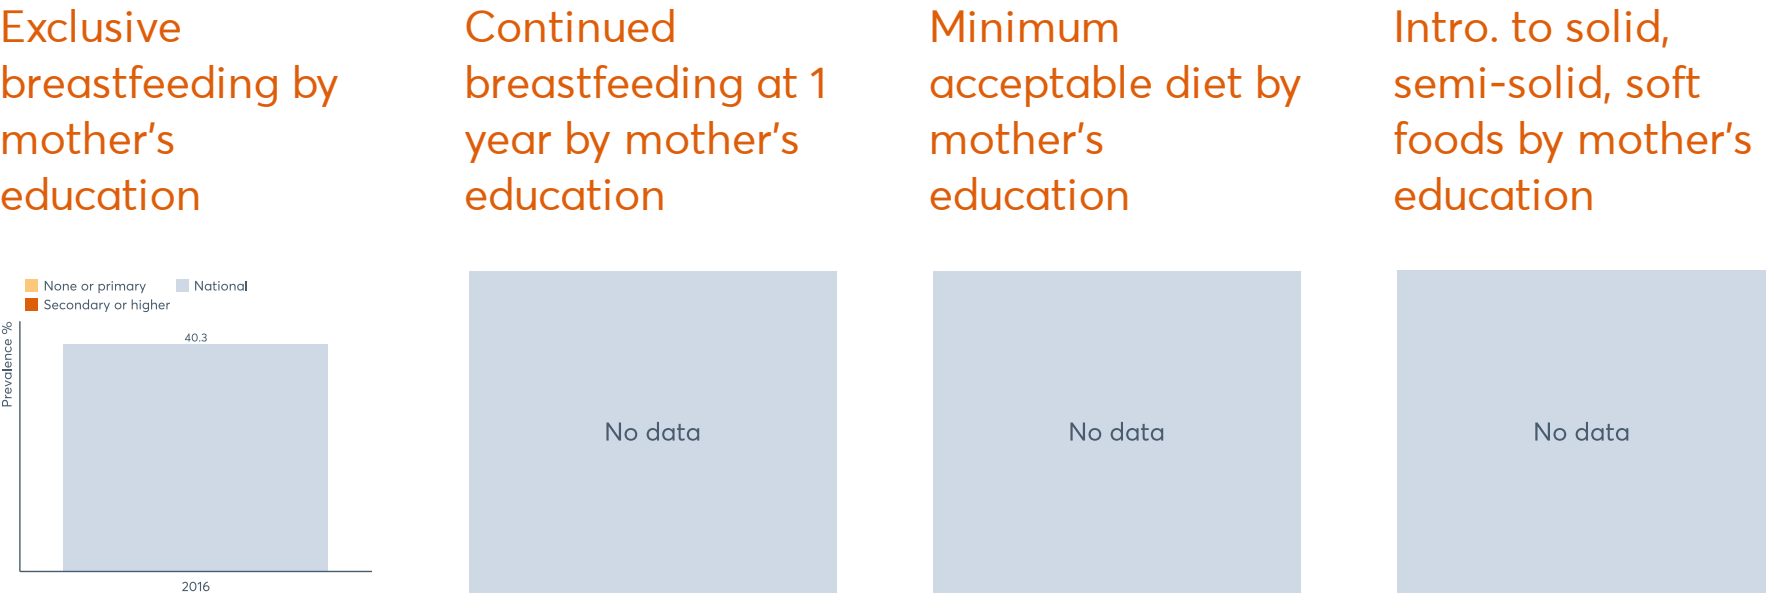 Exclusive
breastfeeding by
mother's
education
Continued
breastfeeding at 1
year by mother's
education
Minimum
acceptable diet by
mother's
education
Intro. to solid,
semi-solid, soft
foods by mother's
education
None or primary
National
Secondary or higher
Prevalence %
40.3
2016
No data
No data
No data